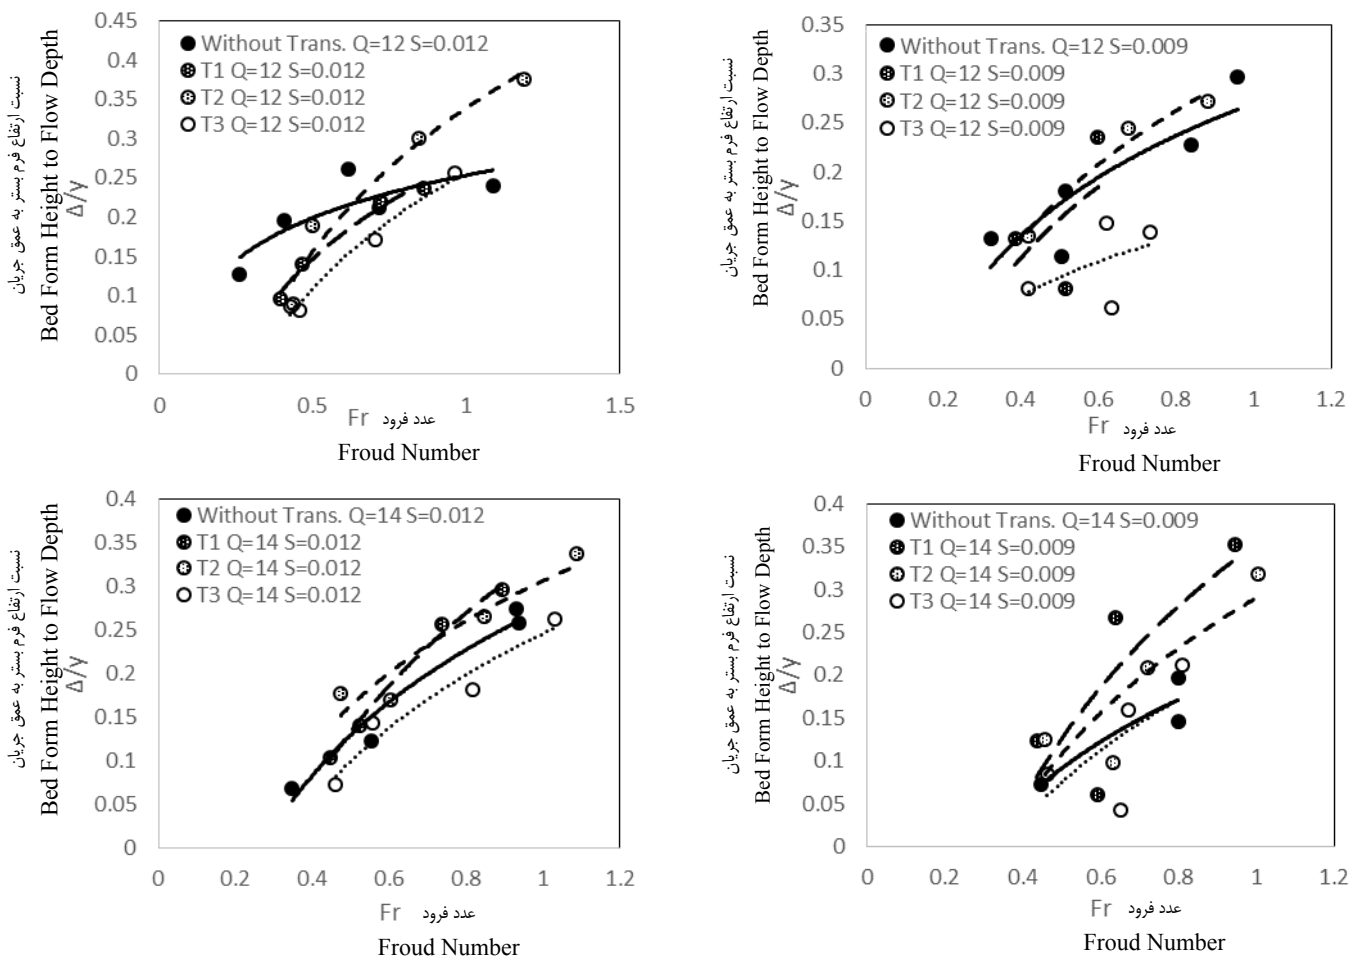 نسبت ارتفاع فرم بستر به عمق جریان
Bed Form Height to Flow Depth
Δ/y
0.45
0.4
0.35
0.3
0.25
0.2
0.15
0.1
0.05
0
Without Trans. Q=12 S=0.012
T1 Q=12 S=0.012
T2 Q=12 S=0.012
T3 Q=12 S=0.012
0 0.5 1 1.5
Fr عدد فرود
Froud Number
نسبت ارتفاع فرم بستر به عمق جریان
Bed Form Height to Flow Depth
Δ/y
0.35
0.3
0.25
0.2
0.15
0.1
0.05
0
Without Trans. Q=12 S=0.009
T1 Q=12 S=0.009
T2 Q=12 S=0.009
T3 Q=12 S=0.009
0 0.2 0.4 0.6 0.8 1 1.2
Fr عدد فرود
Froud Number
نسبت ارتفاع فرم بستر به عمق جریان
Bed Form Height to Flow Depth
Δ/y
0.4
0.35
0.3
0.25
0.2
0.15
0.1
0.05
0
Without Trans. Q=14 S=0.012
T1 Q=14 S=0.012
T2 Q=14 S=0.012
T3 Q=14 S=0.012
0 0.2 0.4 0.6 0.8 1 1.2
Fr عدد فرود
Froud Number
نسبت ارتفاع فرم بستر به عمق جریان
Bed Form Height to Flow Depth
Δ/y
0.4
0.35
0.3
0.25
0.2
0.15
0.1
0.05
0
Without Trans. Q=14 S=0.009
T1 Q=14 S=0.009
T2 Q=14 S=0.009
T3 Q=14 S=0.009
0 0.2 0.4 0.6 0.8 1 1.2
Fr عدد فرود
Froud Number